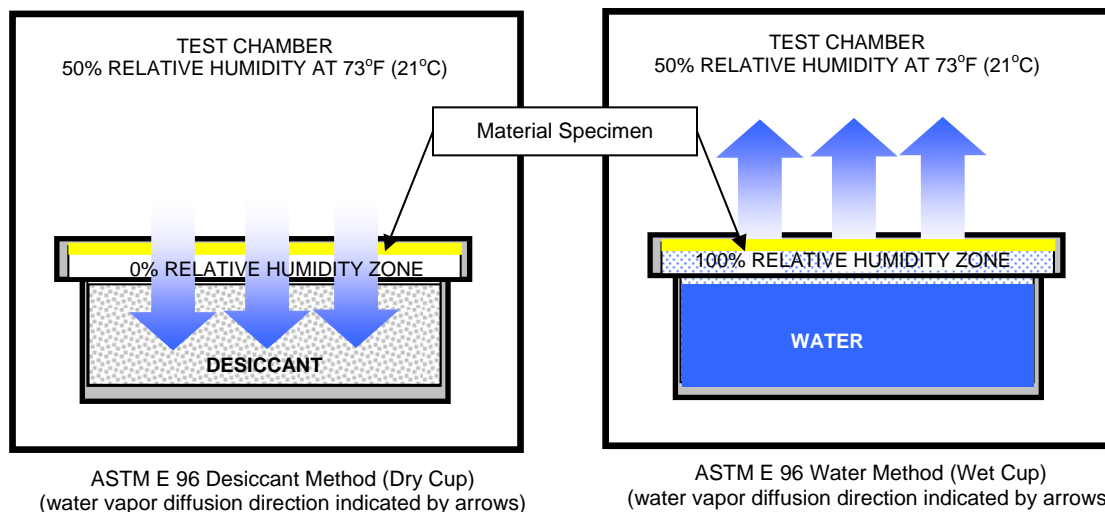 TEST CHAMBER
50% RELATIVE HUMIDITY AT 73°F (21°C)
Material Specimen
0% RELATIVE HUMIDITY ZONE
DESICCANT
ASTM E 96 Desiccant Method (Dry Cup)
(water vapor diffusion direction indicated by arrows)
TEST CHAMBER
50% RELATIVE HUMIDITY AT 73°F (21°C)
100% RELATIVE HUMIDITY ZONE
WATER
ASTM E 96 Water Method (Wet Cup)
(water vapor diffusion direction indicated by arrows